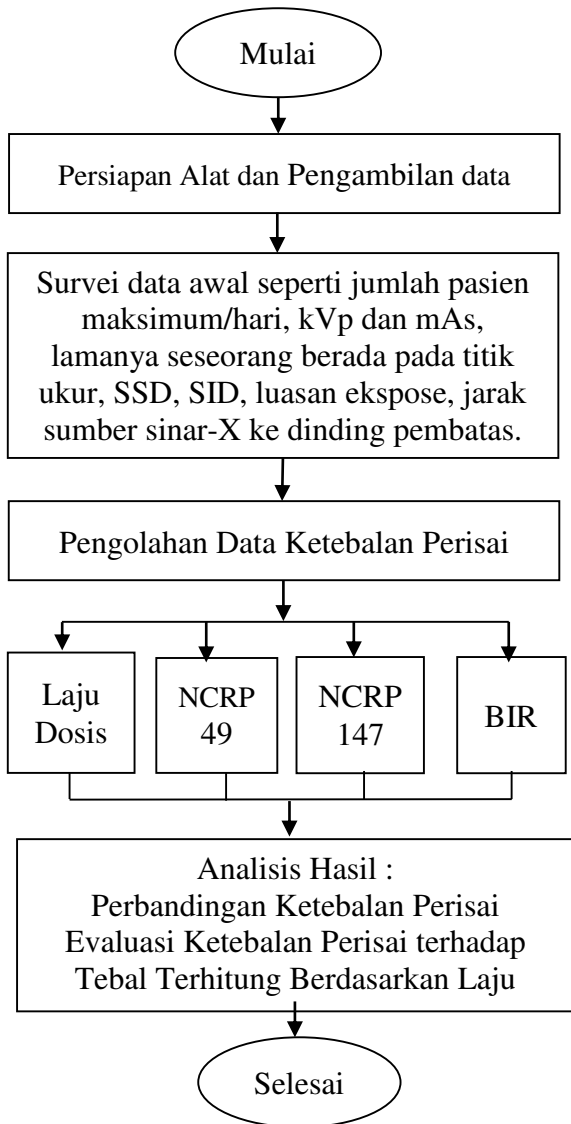 Mulai
Persiapan Alat dan Pengambilan data
Survei data awal seperti jumlah pasien
maksimum/hari, kVp dan mAs,
lamanya seseorang berada pada titik
ukur, SSD, SID, luasan ekspose, jarak
sumber sinar-X ke dinding pembatas.
Pengolahan Data Ketebalan Perisai
Laju
Dosis
NCRP
49
NCRP
147
BIR
Analisis Hasil :
Perbandingan Ketebalan Perisai
Evaluasi Ketebalan Perisai terhadap
Tebal Terhitung Berdasarkan Laju
Selesai